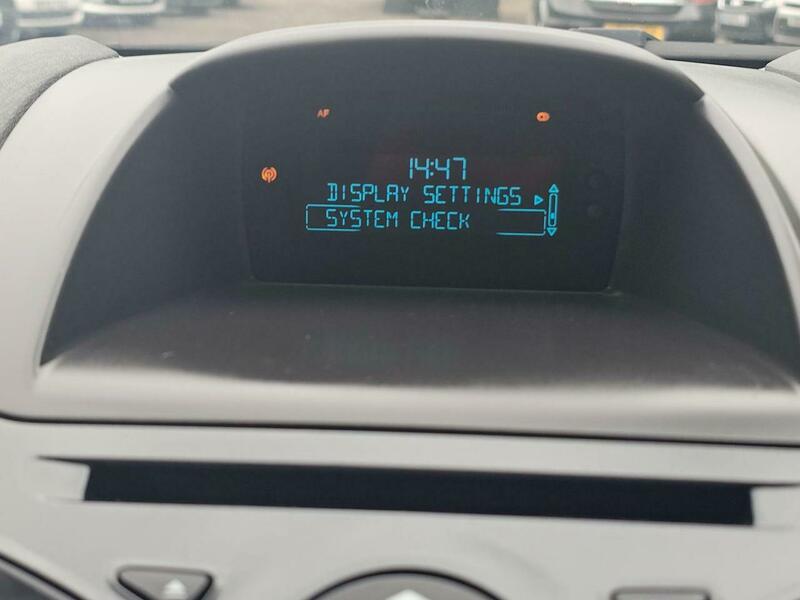 AF
14:47
DISPLAY SETTINGS
SYSTEM CHECK